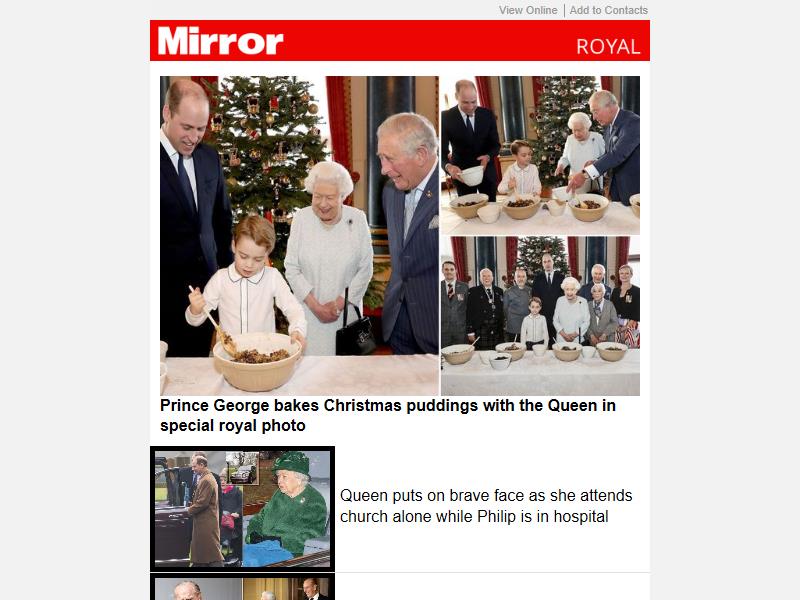 View Online | Add to Contacts
Mirror
ROYAL
Prince George bakes Christmas puddings with the Queen in
special royal photo
Queen puts on brave face as she attends
church alone while Philip is in hospital